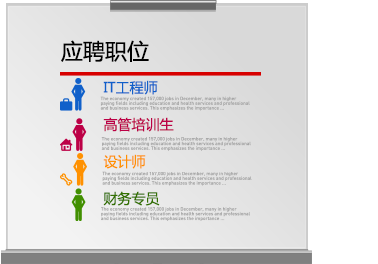 应聘职位
IT工程师
The economy created 157,000 jobs in December, many in higher
paying fields including education and health services and professional
and business services. This emphasizes the importance ...
高管培训生
The economy created 157,000 jobs in December, many in higher
paying fields including education and health services and professional
and business services. This emphasizes the importance ...
设计师
The economy created 157,000 jobs in December, many in higher
paying fields including education and health services and professional
and business services. This emphasizes the importance ...
财务专员
The economy created 157,000 jobs in December, many in higher
paying fields including education and health services and professional
and business services. This emphasizes the importance ...